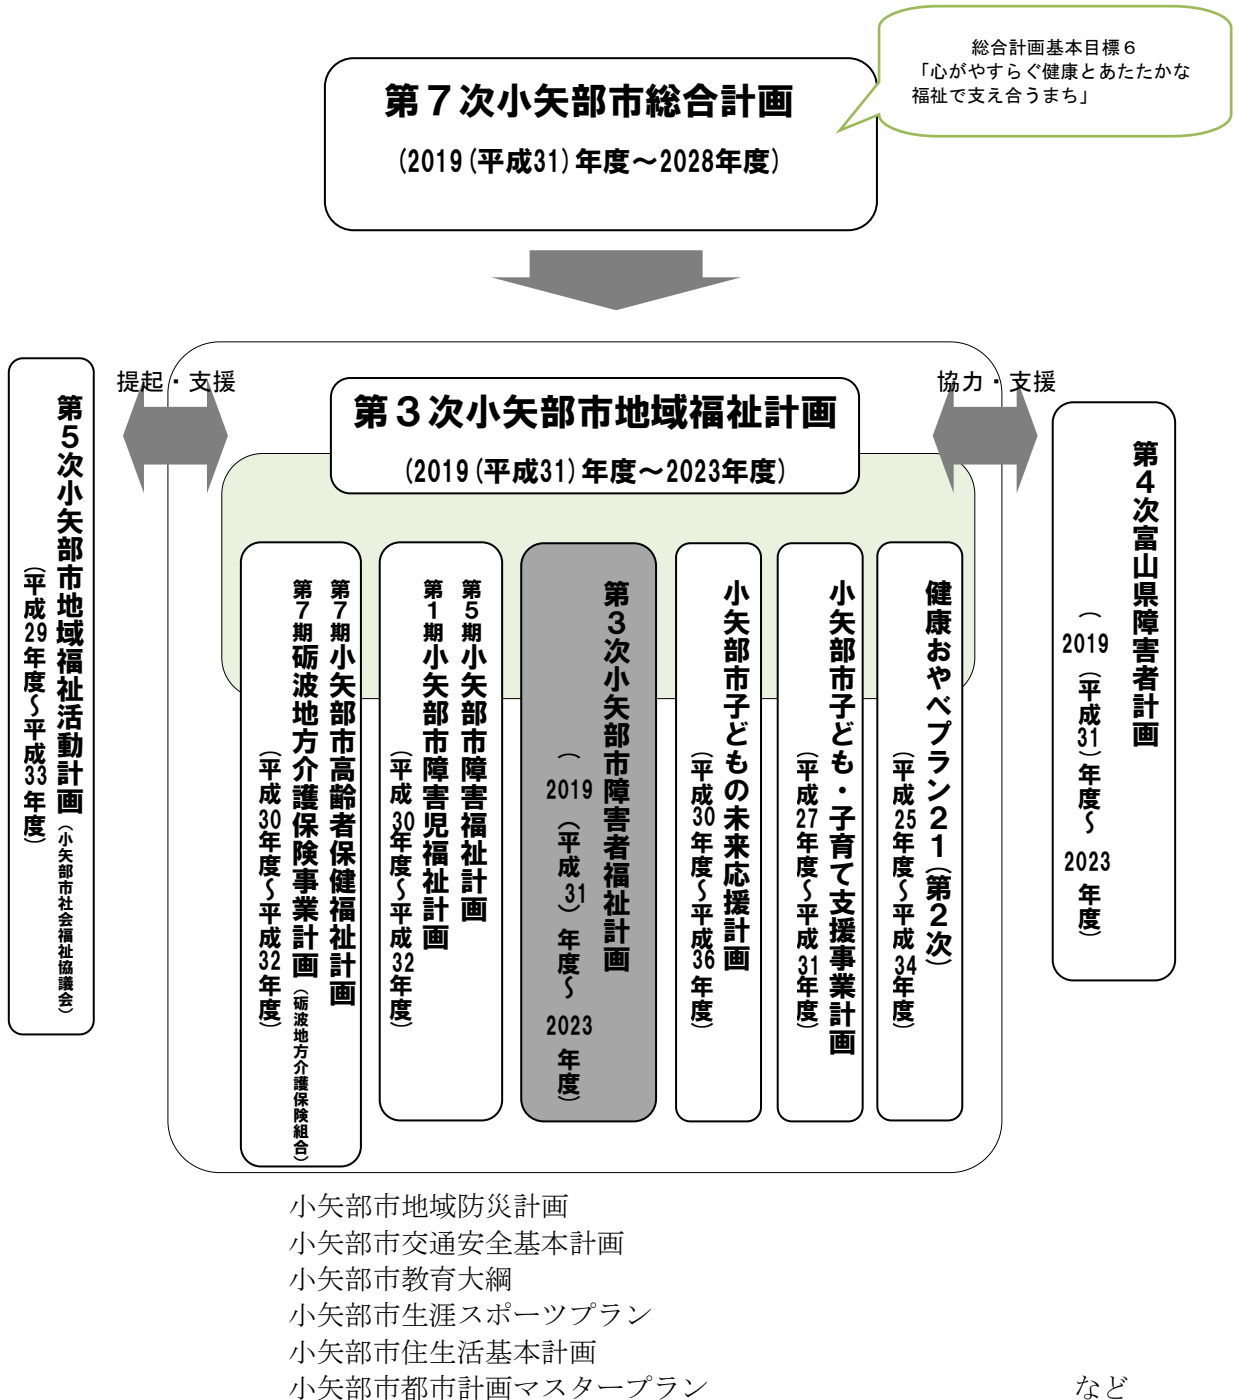 総合計画基本目標６
「心がやすらぐ健康とあたたかな
福祉で支え合うまち」
第７次小矢部市総合計画
(2019(平成31)年度～2028年度)
提起・支援
協力・支援
第３次小矢部市地域福祉計画
(2019(平成31)年度～2023年度)
第５次小矢部市地域福祉活動計画（小矢部市社会福祉協議会）
（平成29年度～平成33年度）
第７期小矢部市高齢者保健福祉計画
第７期砺波地方介護保険事業計画（砺波地方介護保険組合）
（平成30年度～平成32年度）
第５期小矢部市障害福祉計画
第１期小矢部市障害児福祉計画
（平成30年度～平成32年度）
第３次小矢部市障害者福祉計画
（2019（平成31）年度～2023年度）
小矢部市子どもの未来応援計画
（平成30年度～平成36年度）
小矢部市子ども・子育て支援事業計画
（平成27年度～平成31年度）
健康おやべプラン２１（第２次）
（平成25年度～平成34年度）
第４次富山県障害者計画
（2019（平成31）年度～2023年度）
小矢部市地域防災計画
小矢部市交通安全基本計画
小矢部市教育大綱
小矢部市生涯スポーツプラン
小矢部市住生活基本計画
小矢部市都市計画マスタープラン　など